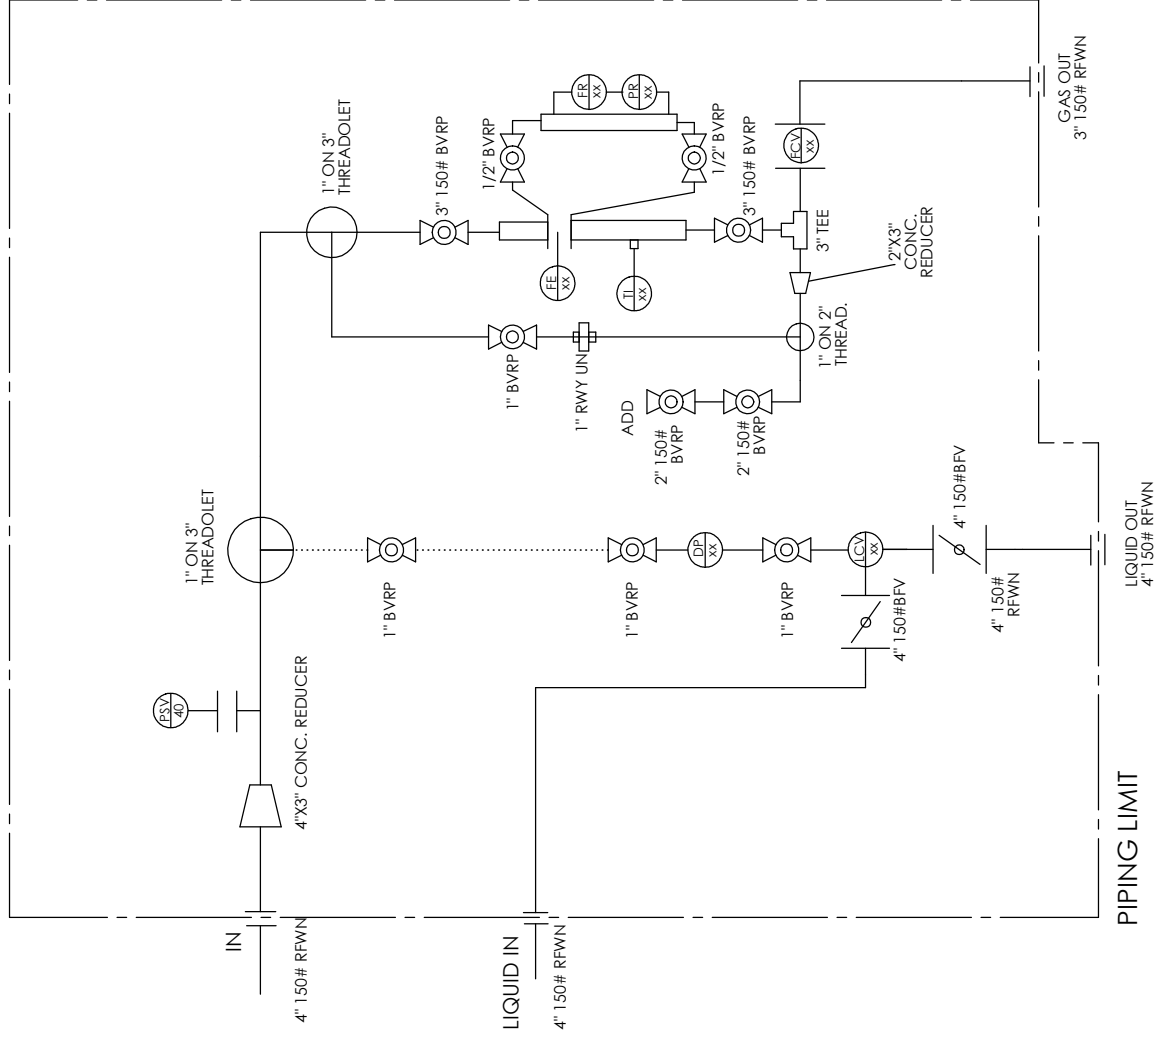 1" ON 3"
THREADOLET
3" 150# BVRP
1/2" BVRP
FR
xx
PR
xx
1/2" BVRP
3" 150# BVRP
FCV
xx
GAS OUT
3" 150# RFWN
FE
xx
TI
xx
3" TEE
2"X3"
CONC.
REDUCER
1" BVRP
1" RWY UN
1" ON 2"
THREAD.
ADD
2" 150#
BVRP
2" 150#
BVRP
1" ON 3"
THREADOLET
1" BVRP
1" BVRP
DP
xx
1" BVRP
LCV
xx
4" 150#BFV
4" 150#
RFWN
LIQUID OUT
4" 150# RFWN
4" 150#BFV
PSV
40
4"X3" CONC. REDUCER
IN
4" 150# RFWN
LIQUID IN
4" 150# RFWN
PIPING LIMIT